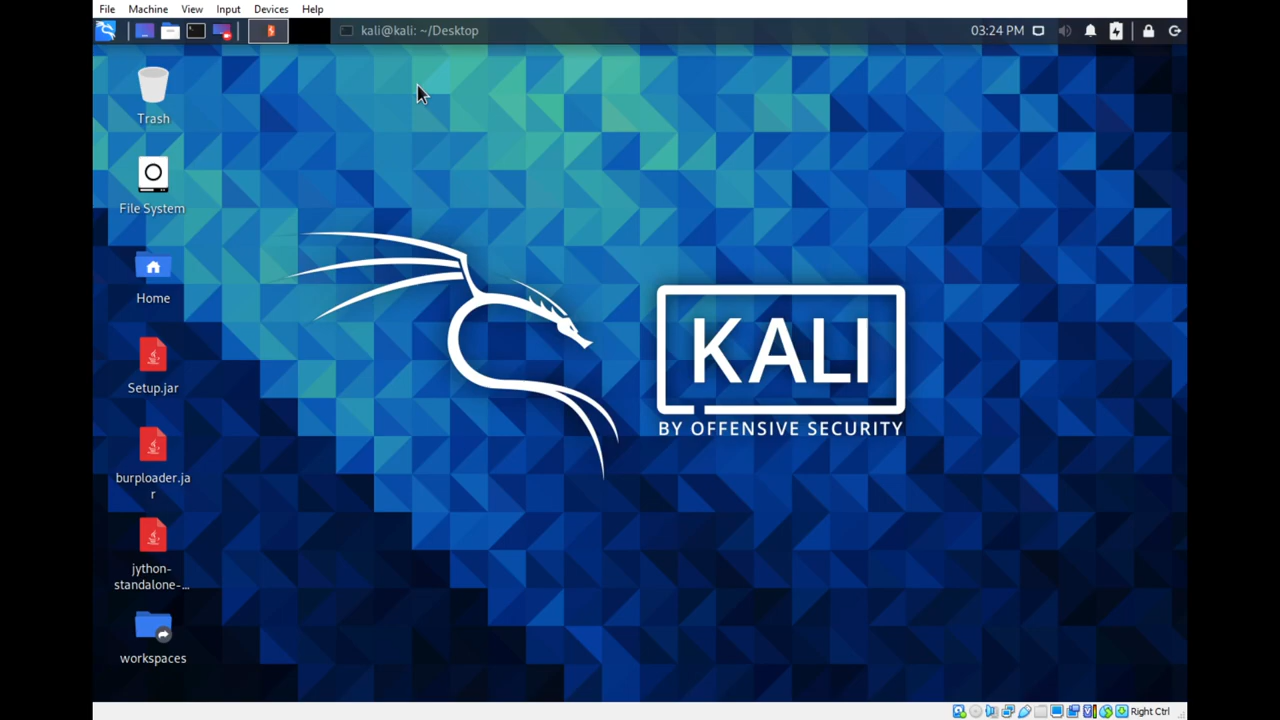 File Machine View Input Devices Help
kali@kali: ~/Desktop
03:24 PM
Trash
File System
Home
Setup.jar
burploader.ja
r
jython-
standalone-...
workspaces
KALI
BY OFFENSIVE SECURITY
Right Ctrl